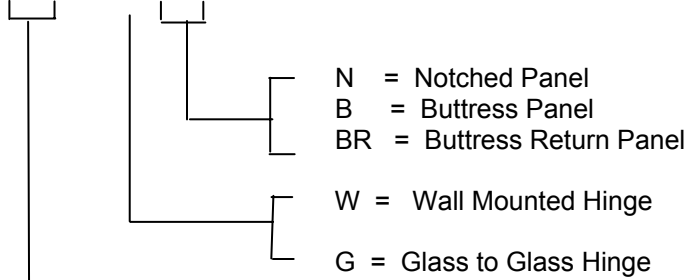 N = Notched Panel
B = Buttress Panel
BR = Buttress Return Panel
W = Wall Mounted Hinge
G = Glass to Glass Hinge